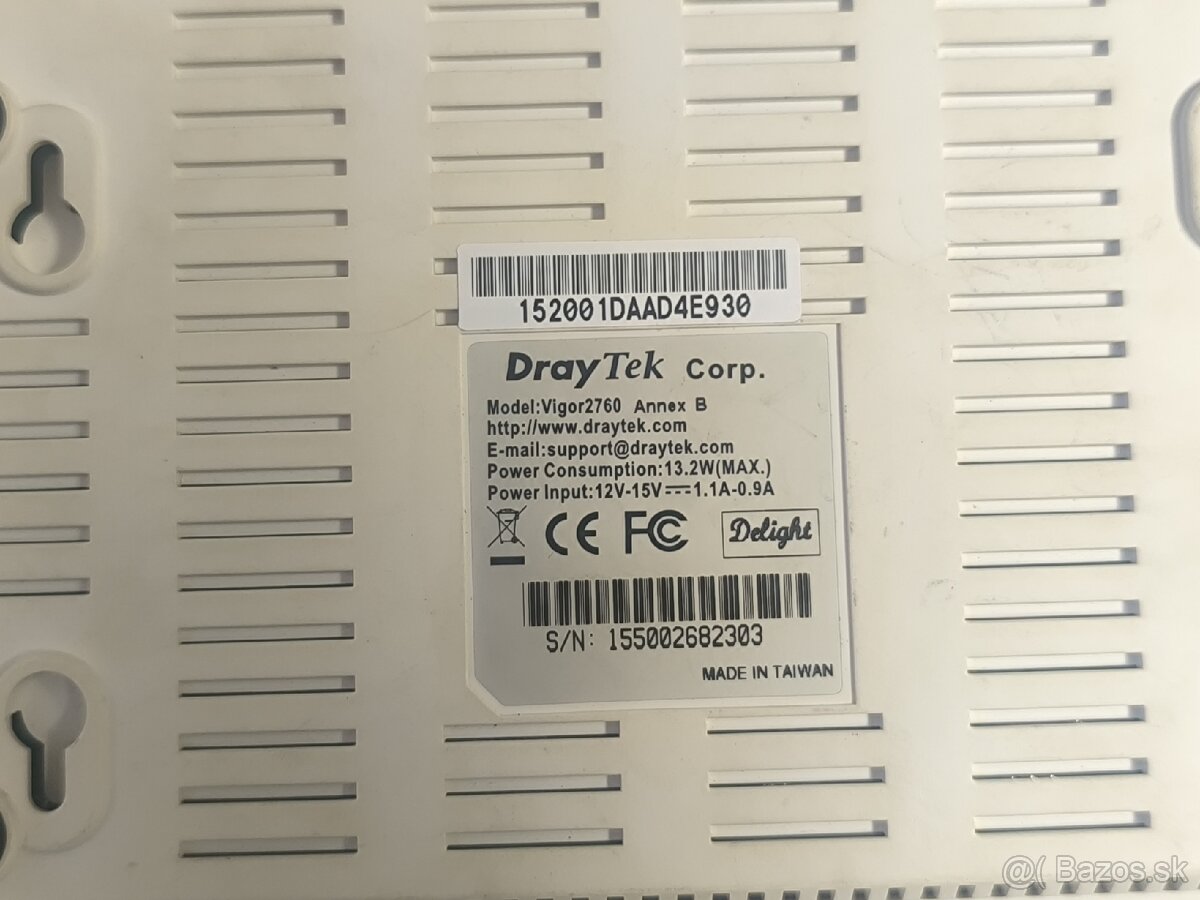 152001DAAD4E930
DrayTek Corp.
Model:Vigor2760 Annex B
http://www.draytek.com
E-mail:support@draytek.com
Power Consumption:13.2W(MAX.)
Power Input:12V-15V⎓1.1A-0.9A
CE FC Delight
S/N: 155002682303
MADE IN TAIWAN
@( Bazos.sk